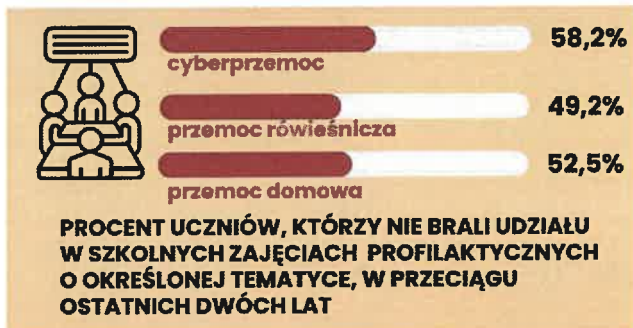 58,2%
cyberprzemoc
49,2%
przemoc rówieśnicza
52,5%
przemoc domowa
PROCENT UCZNIÓW, KTÓRZY NIE BRALI UDZIAŁU
W SZKOLNYCH ZAJĘCIACH PROFILAKTYCZNYCH
O OKREŚLONEJ TEMATYCE, W PRZECIĄGU
OSTATNICH DWÓCH LAT